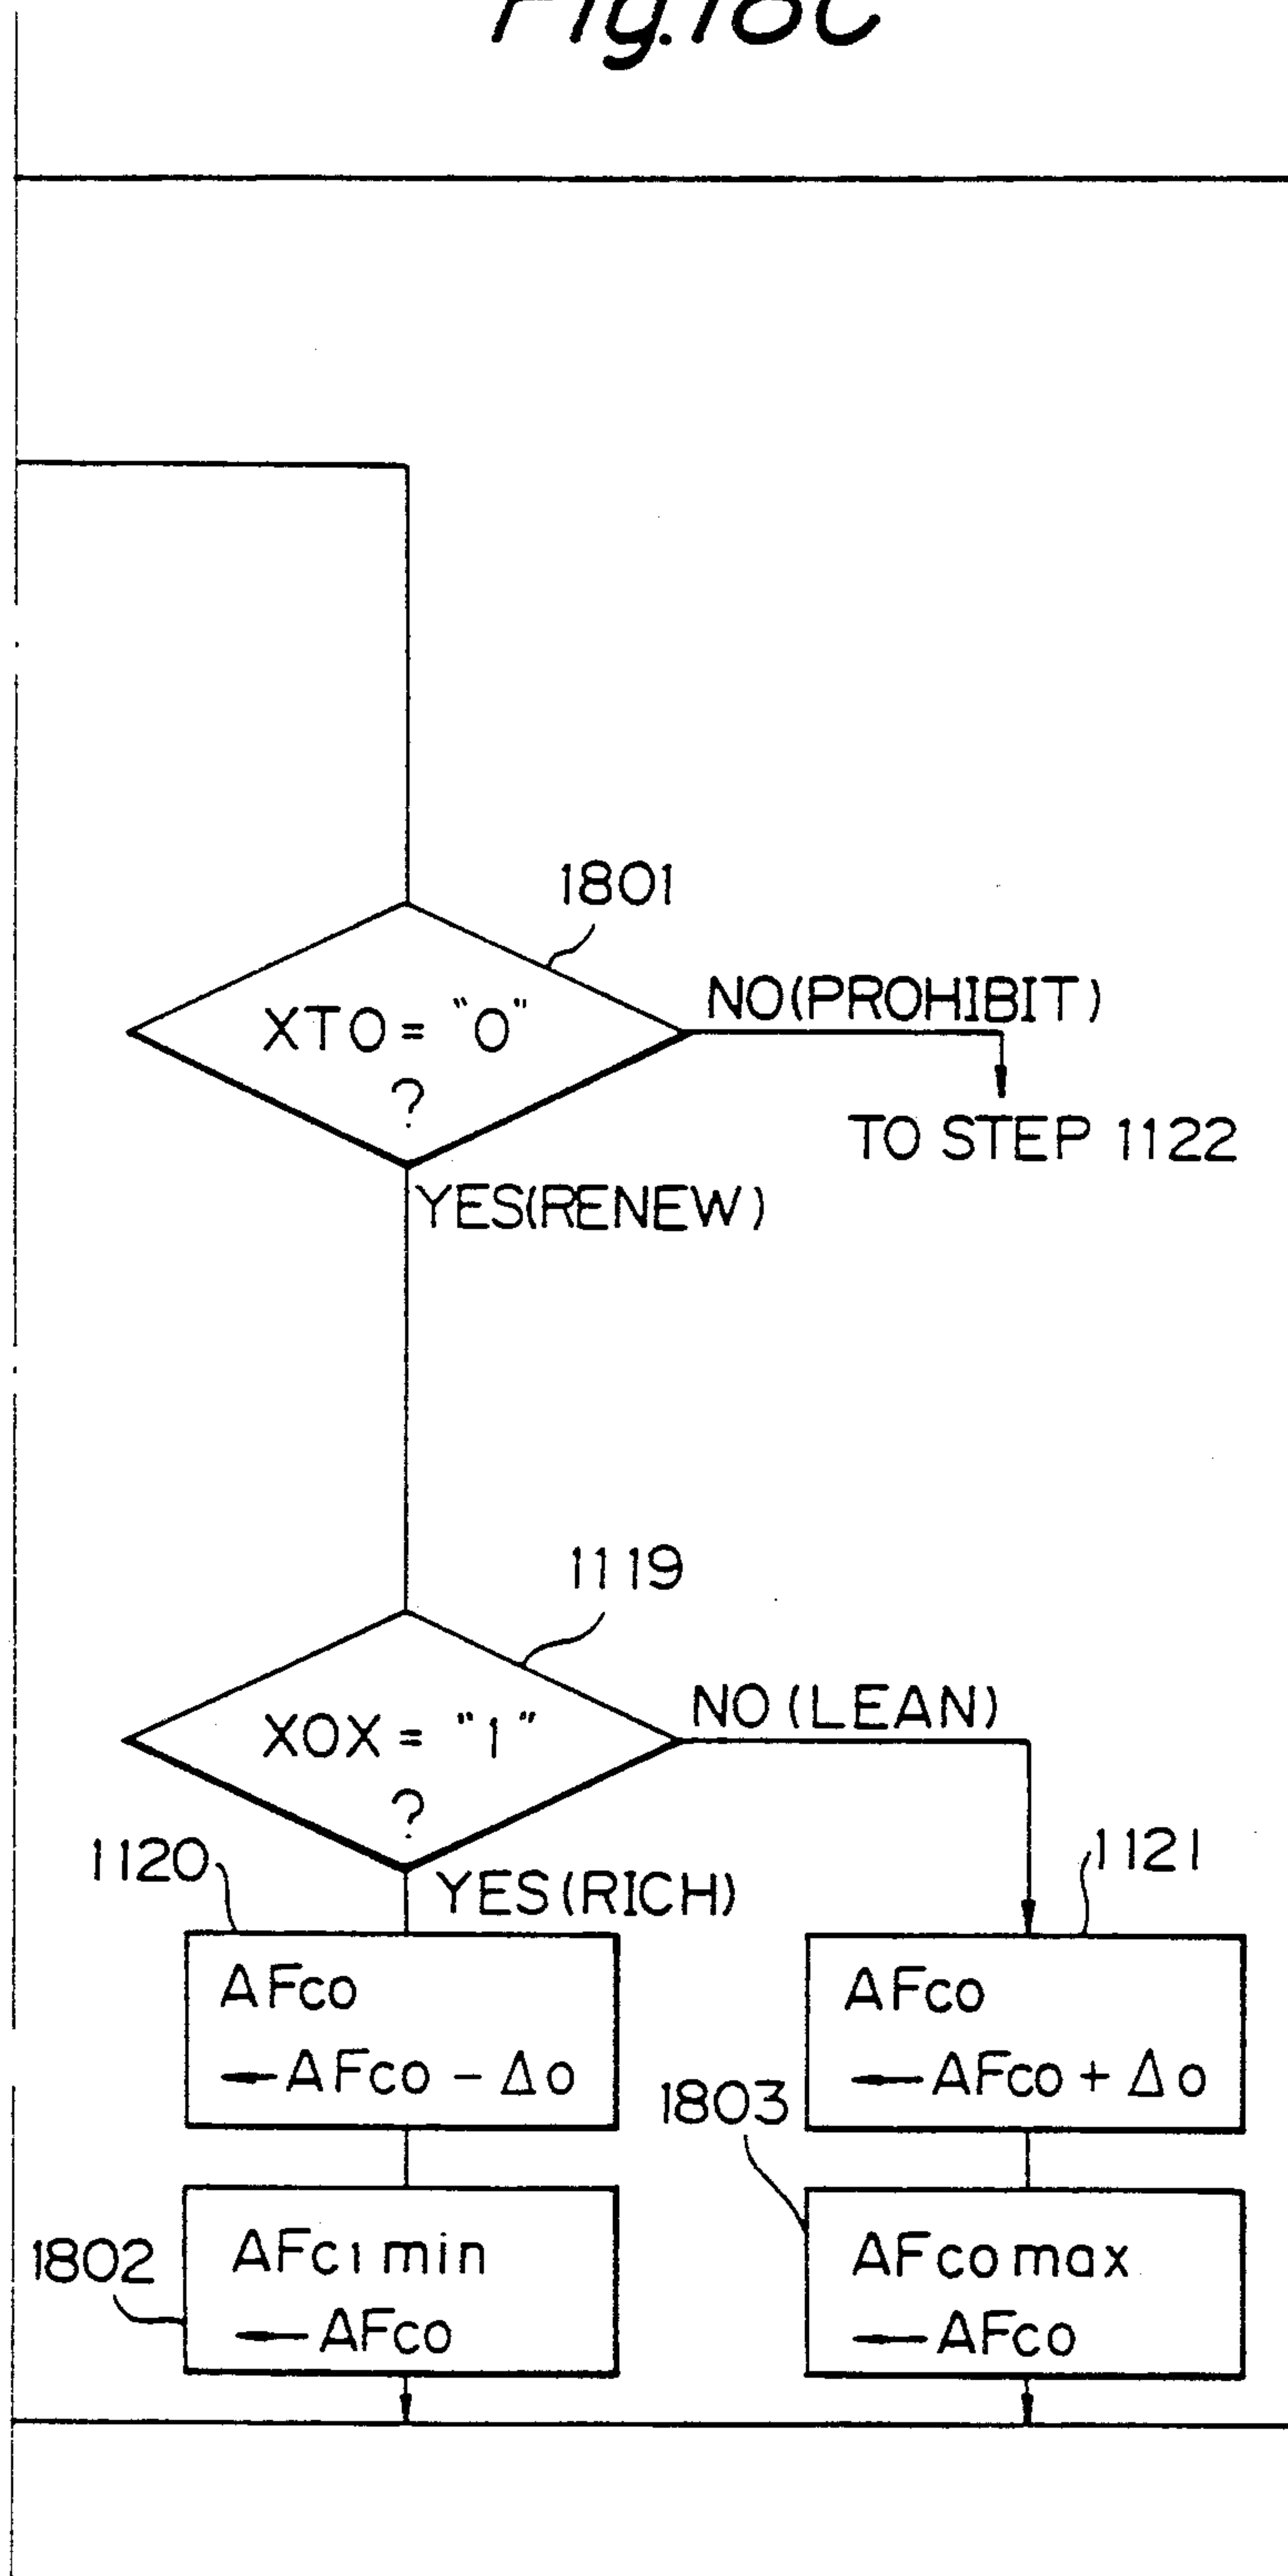 Fig.18C
1801
XTO = "0"
?
NO(PROHIBIT)
TO STEP 1122
YES(RENEW)
1119
XOX = "1"
?
NO (LEAN)
1120
YES(RICH)
1121
AFco
←AFco - Δo
AFco
←AFco + Δo
1803
1802
AFcı min
←AFco
AFco max
←AFco